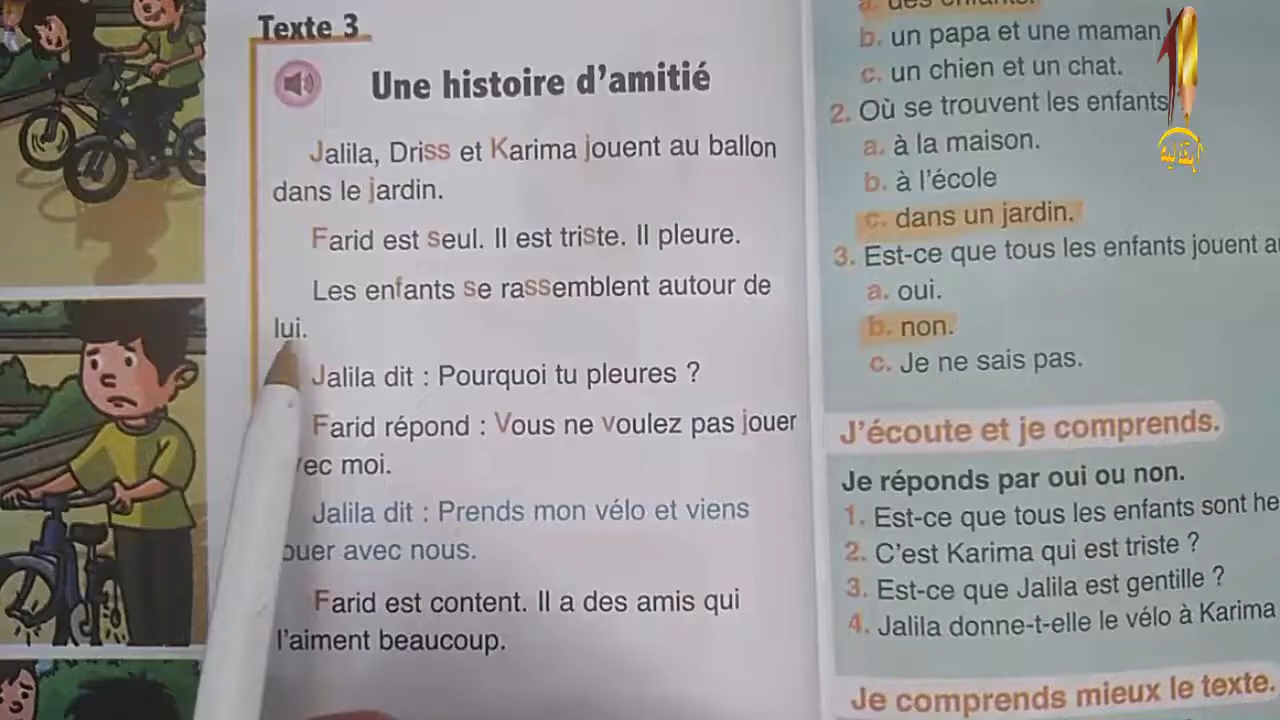 Texte 3
Une histoire d'amitié
Jalila, Driss et Karima jouent au ballon
dans le jardin.
Farid est seul. Il est triste. Il pleure.
Les enfants se rassemblent autour de
lui.
Jalila dit : Pourquoi tu pleures ?
Farid répond : Vous ne voulez pas jouer
moi.
Jalila dit : Prends mon vélo et viens
avec nous.
Farid est content. Il a des amis qui
l'aiment beaucoup.
a. des enfants.
b. un papa et une maman
c. un chien et un chat.
2. Où se trouvent les enfants
a. à la maison.
b. à l'école
c. dans un jardin.
3. Est-ce que tous les enfants jouent
a. oui.
b. non.
c. Je ne sais pas.
J'écoute et je comprends.
Je réponds par oui ou non.
1. Est-ce que tous les enfants sont
2. C'est Karima qui est triste ?
3. Est-ce que Jalila est gentille ?
4. Jalila donne-t-elle le vélo à Karima
Je comprends mieux le texte.